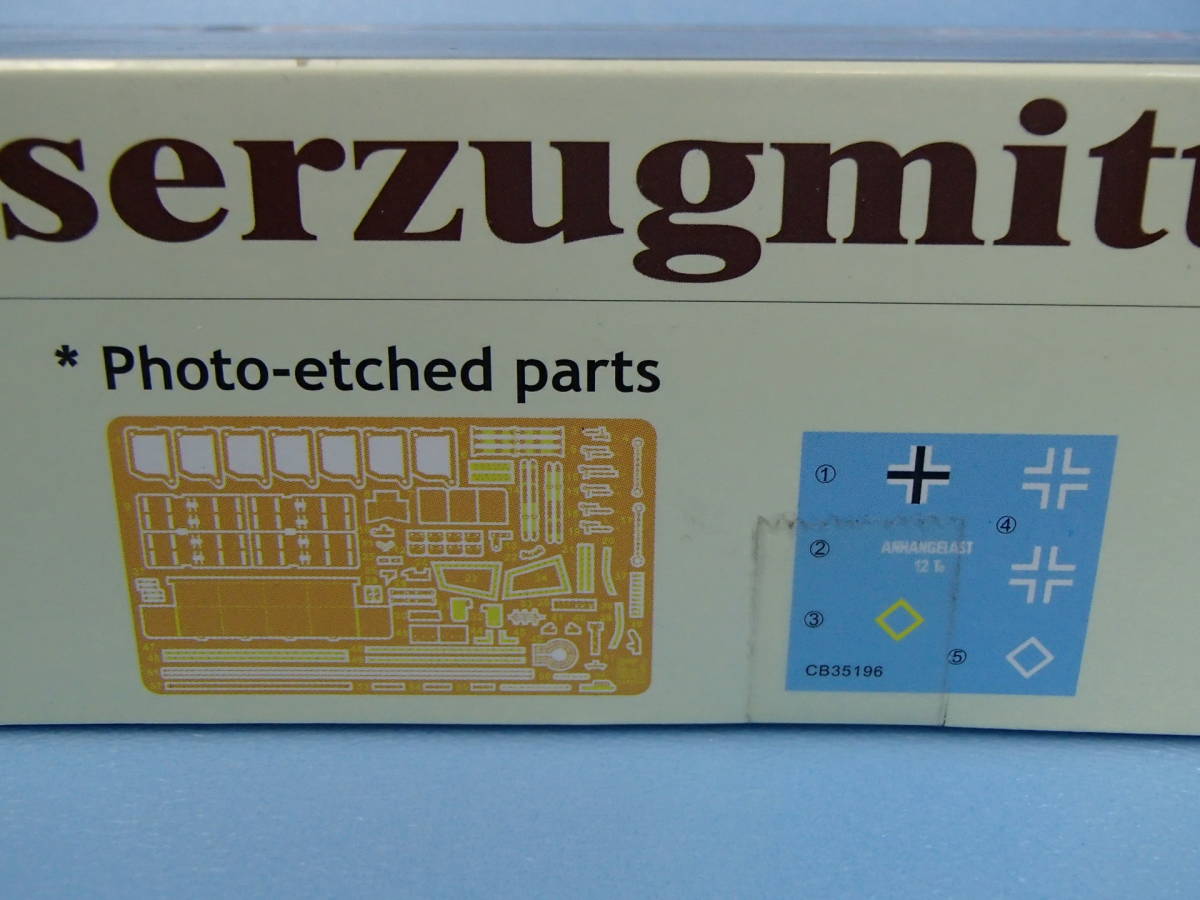 serzugmitt
* Photo-etched parts
①
④
② ANHANGELAST
12 To
③
⑤
CB35196